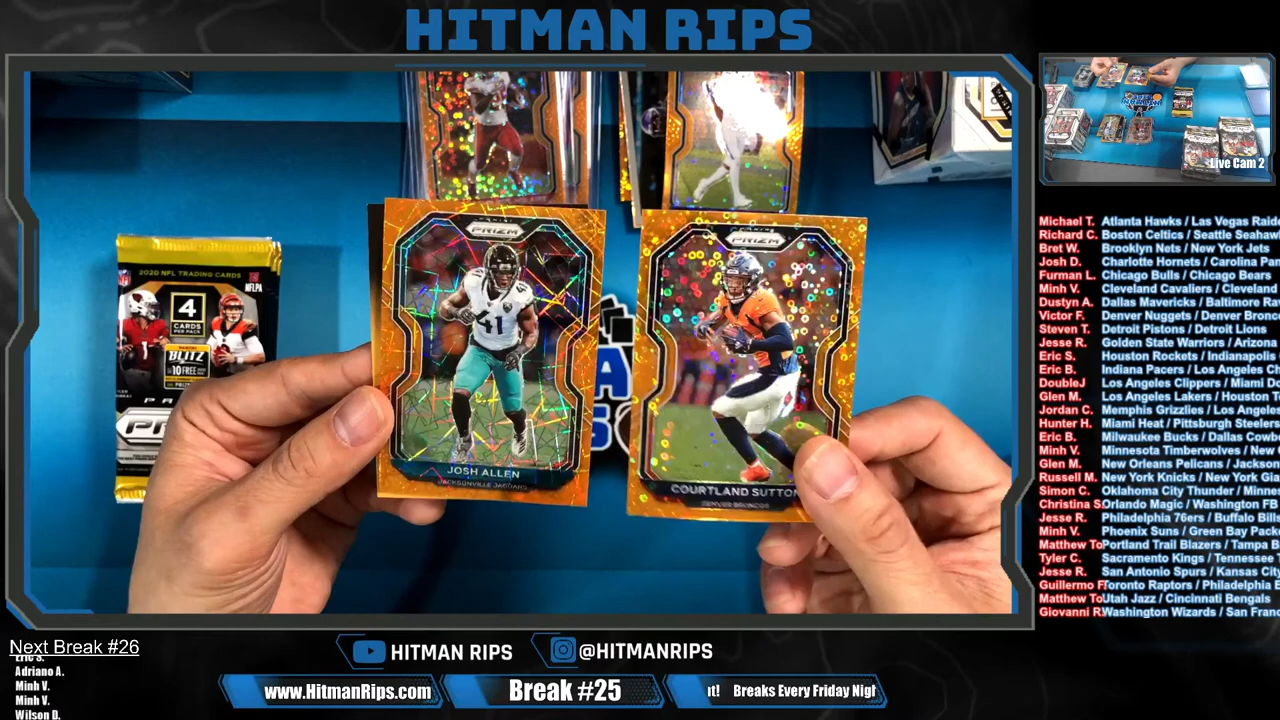 HITMAN RIPS
Live Cam 2
2020 NFL TRADING CARDS
NFLPA
4
CARDS
PER PACK
BLITZ
10 FREE
PRIZM
JOSH ALLEN
JACKSONVILLE JAGUARS
41
PRIZM
COURTLAND SUTTON
DENVER BRONCOS
Michael T. Atlanta Hawks / Las Vegas Raide
Richard C. Boston Celtics / Seattle Seahaw
Bret W. Brooklyn Nets / New York Jets
Josh D. Charlotte Hornets / Carolina Pan
Furman L. Chicago Bulls / Chicago Bears
Minh V. Cleveland Cavaliers / Cleveland
Dustyn A. Dallas Mavericks / Baltimore Ra
Victor F. Denver Nuggets / Denver Bronc
Steven T. Detroit Pistons / Detroit Lions
Jesse R. Golden State Warriors / Arizona
Eric S. Houston Rockets / Indianapolis
Eric B. Indiana Pacers / Los Angeles Ch
DoubleJ Los Angeles Clippers / Miami Do
Glen M. Los Angeles Lakers / Houston Te
Jordan C. Memphis Grizzlies / Los Angeles
Hunter H. Miami Heat / Pittsburgh Steelers
Eric B. Milwaukee Bucks / Dallas Cowb
Minh V. Minnesota Timberwolves / New
Glen M. New Orleans Pelicans / Jackson
Russell M. New York Knicks / New York Gia
Simon C. Oklahoma City Thunder / Minne
Christina S. Orlando Magic / Washington FB
Jesse R. Philadelphia 76ers / Buffalo Bills
Minh V. Phoenix Suns / Green Bay Packe
Matthew To Portland Trail Blazers / Tampa B
Tyler C. Sacramento Kings / Tennessee T
Jesse R. San Antonio Spurs / Kansas City
Guillermo F Toronto Raptors / Philadelphia E
Matthew To Utah Jazz / Cincinnati Bengals
Giovanni R. Washington Wizards / San Franc
Next Break #26
Eric S.
Adriano A.
Minh V.
Minh V.
Wilson D.
HITMAN RIPS
@HITMANRIPS
www.HitmanRips.com
Break #25
Breaks Every Friday Nigh